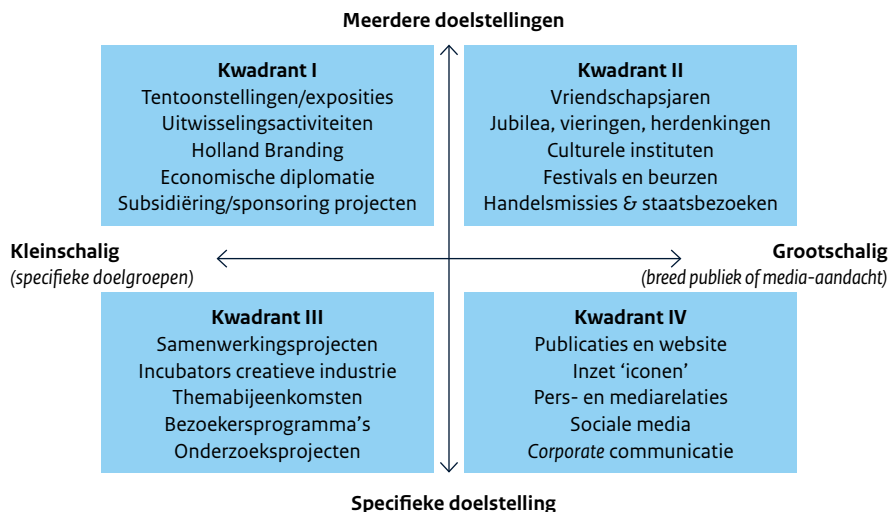 Meerdere doelstellingen
Kwadrant I
Tentoonstellingen/exposities
Uitwisselingsactiviteiten
Holland Branding
Economische diplomatie
Subsidiëring/sponsoring projecten
Kwadrant II
Vriendschapsjaren
Jubilea, vieringen, herdenkingen
Culturele instituten
Festivals en beurzen
Handelsmissies & staatsbezoeken
Kleinschalig
(specifieke doelgroepen)
Grootschalig
(breed publiek of media-aandacht)
Kwadrant III
Samenwerkingsprojecten
Incubators creatieve industrie
Themabijeenkomsten
Bezoekersprogramma’s
Onderzoeksprojecten
Kwadrant IV
Publicaties en website
Inzet ‘iconen’
Pers- en mediarelaties
Sociale media
Corporate communicatie
Specifieke doelstelling